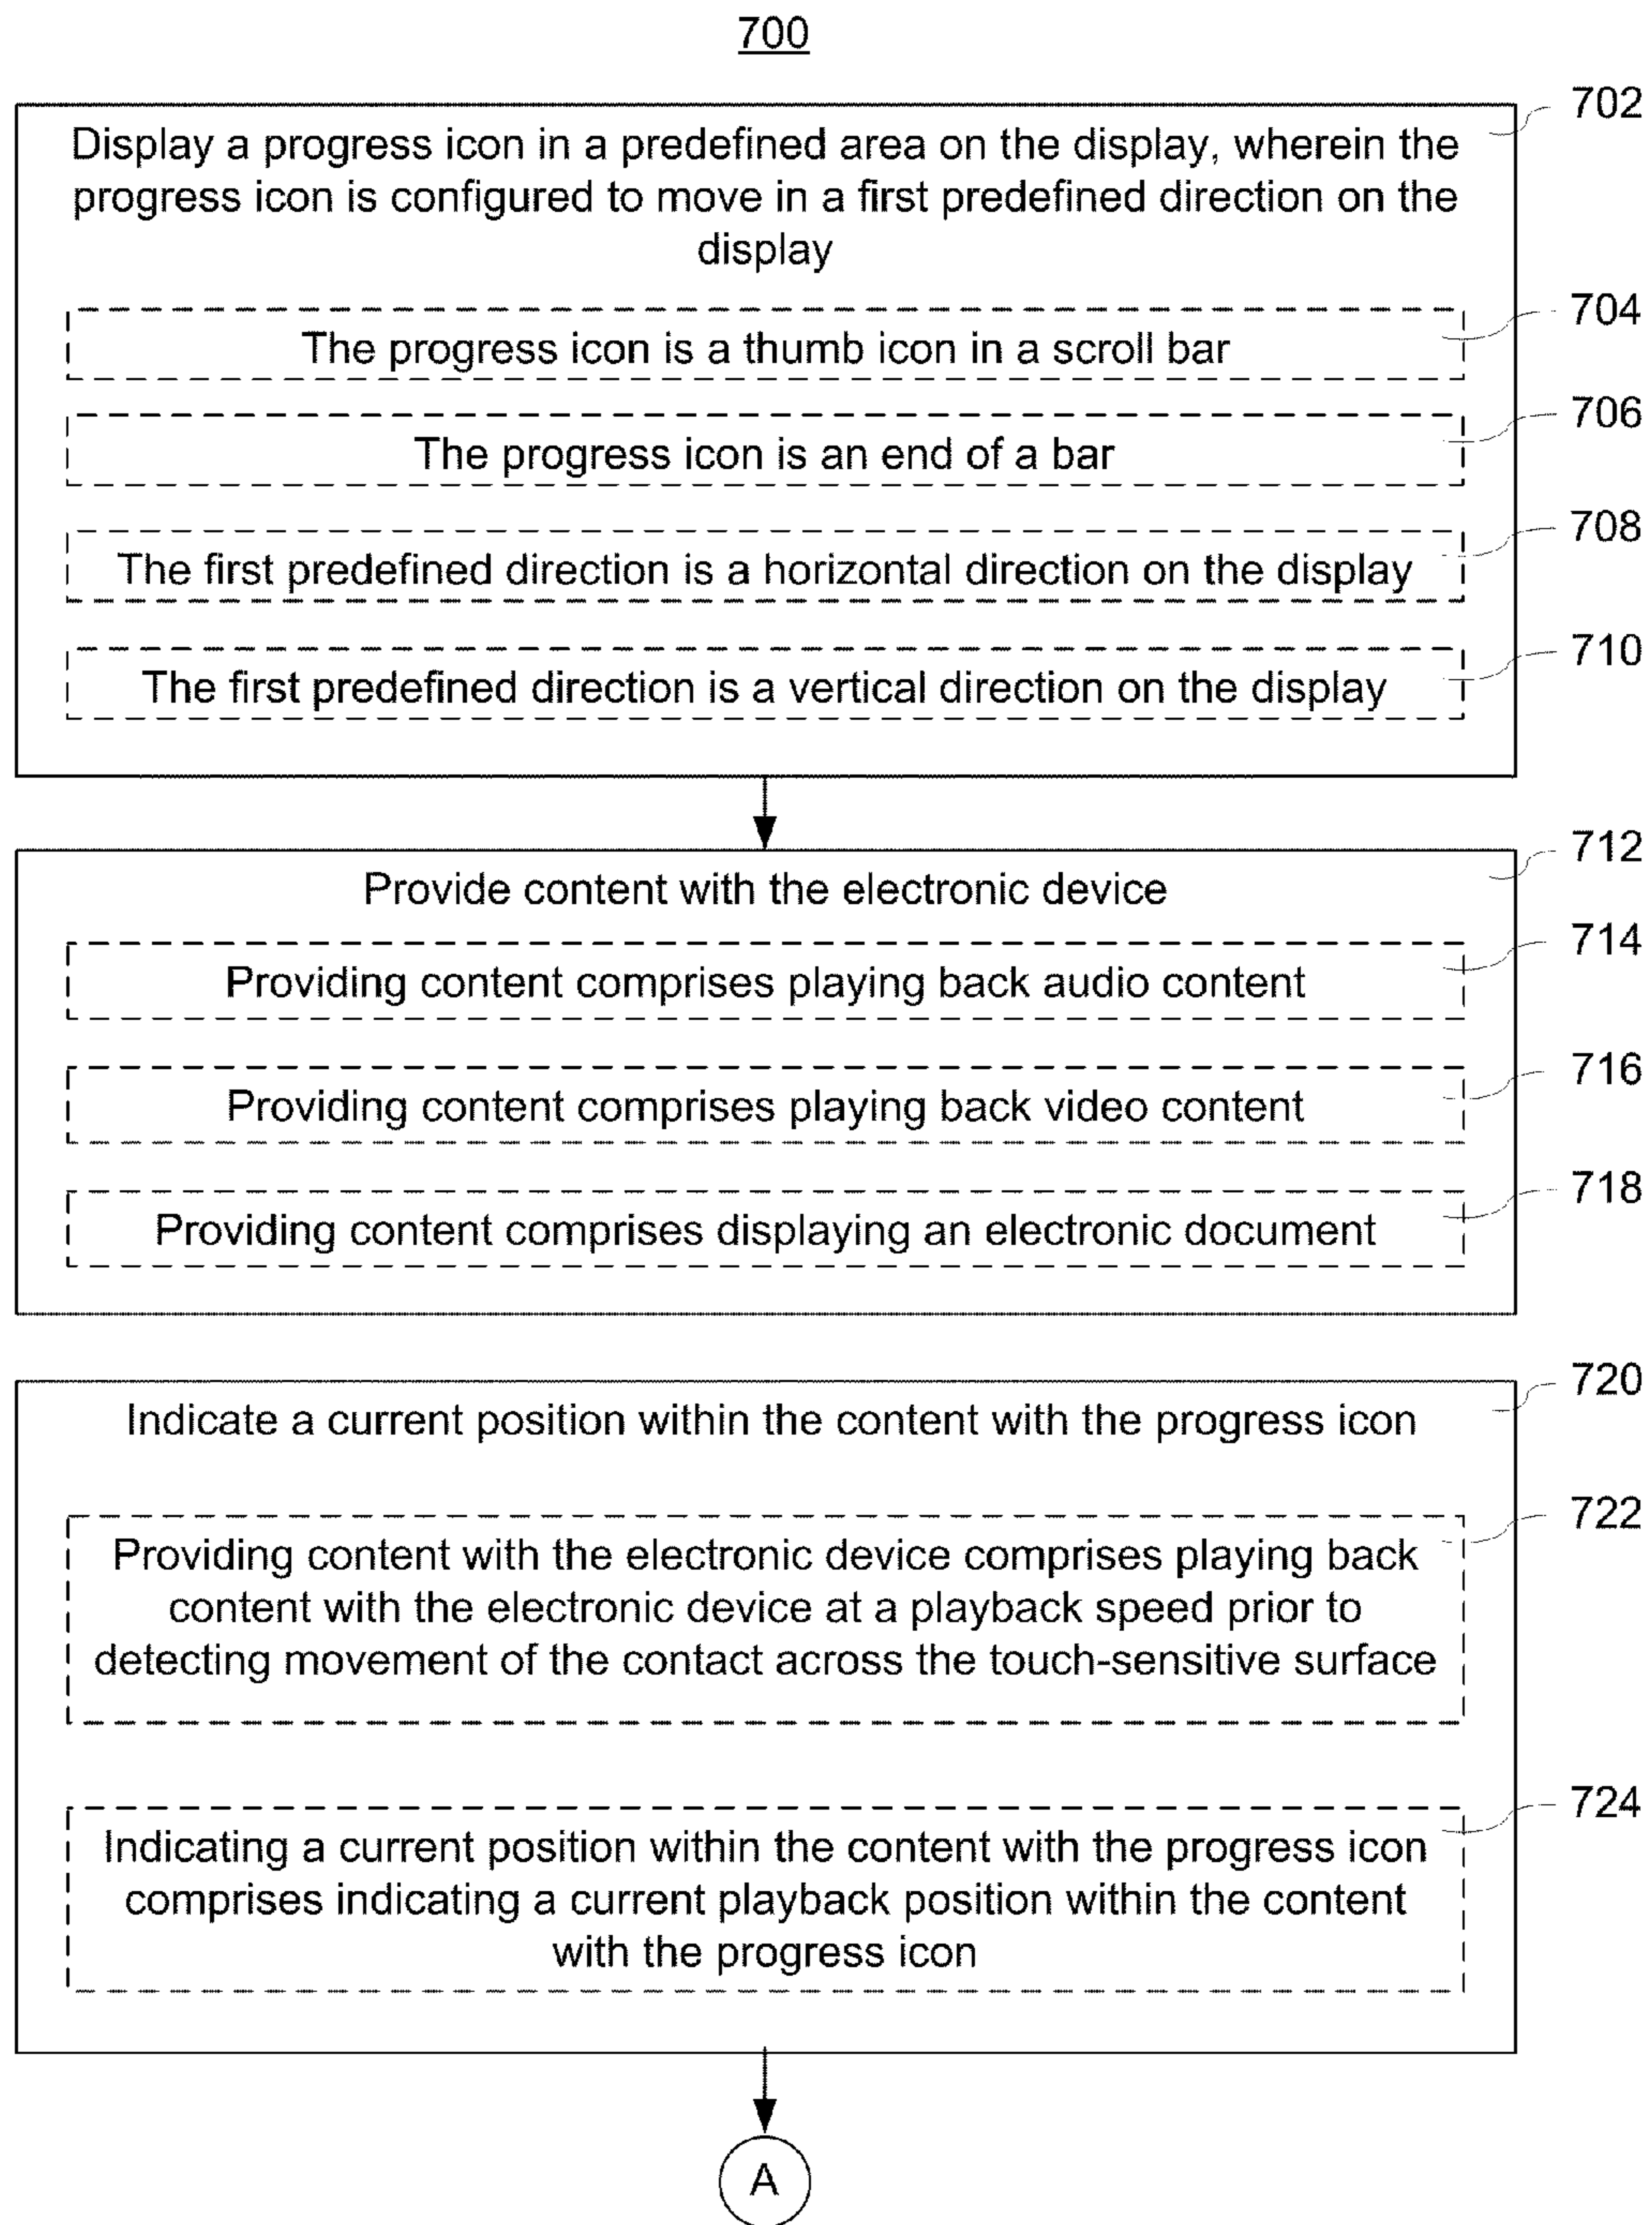 700
702
Display a progress icon in a predefined area on the display, wherein the
progress icon is configured to move in a first predefined direction on the
display
704
The progress icon is a thumb icon in a scroll bar
706
The progress icon is an end of a bar
708
The first predefined direction is a horizontal direction on the display
710
The first predefined direction is a vertical direction on the display
712
Provide content with the electronic device
714
Providing content comprises playing back audio content
716
Providing content comprises playing back video content
718
Providing content comprises displaying an electronic document
720
Indicate a current position within the content with the progress icon
722
Providing content with the electronic device comprises playing back
content with the electronic device at a playback speed prior to
detecting movement of the contact across the touch-sensitive surface
724
Indicating a current position within the content with the progress icon
comprises indicating a current playback position within the content
with the progress icon
A